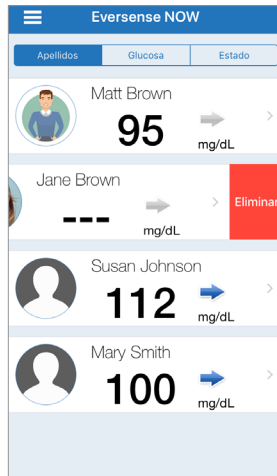 Eversense NOW
Apellidos Glucosa Estado
Matt Brown
95
mg/dL
Jane Brown
---
mg/dL
Eliminar
Susan Johnson
112
mg/dL
Mary Smith
100
mg/dL